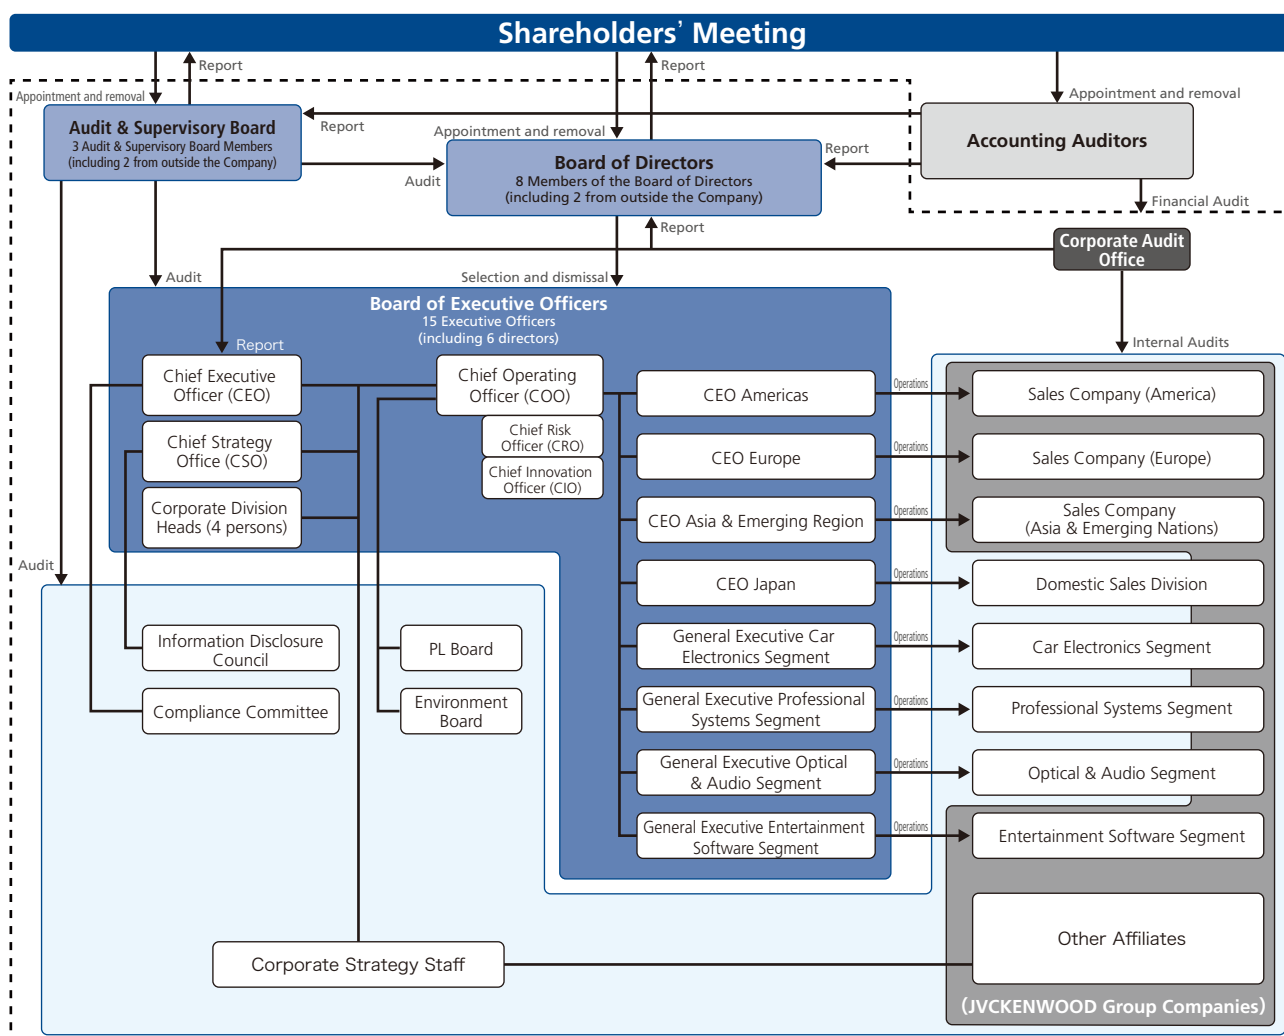 Shareholders' Meeting
Report
Report
Appointment and removal
Appointment and removal
Audit & Supervisory Board
3 Audit & Supervisory Board Members
(including 2 from outside the Company)
Report
Appointment and removal
Accounting Auditors
Board of Directors
8 Members of the Board of Directors
(including 2 from outside the Company)
Report
Audit
Financial Audit
Report
Corporate Audit
Office
Audit
Selection and dismissal
Board of Executive Officers
15 Executive Officers
(including 6 directors)
Report
Internal Audits
Chief Executive
Officer (CEO)
Chief Operating
Officer (COO)
CEO Americas
Operations
Sales Company (America)
Chief Risk
Officer (CRO)
Chief Strategy
Office (CSO)
Chief Innovation
Officer (CIO)
CEO Europe
Operations
Sales Company (Europe)
Corporate Division
Heads (4 persons)
CEO Asia & Emerging Region
Operations
Sales Company
(Asia & Emerging Nations)
Audit
CEO Japan
Operations
Domestic Sales Division
Information Disclosure
Council
PL Board
General Executive Car
Electronics Segment
Operations
Car Electronics Segment
Compliance Committee
Environment
Board
General Executive Professional
Systems Segment
Operations
Professional Systems Segment
General Executive Optical
& Audio Segment
Operations
Optical & Audio Segment
General Executive Entertainment
Software Segment
Operations
Entertainment Software Segment
Other Affiliates
Corporate Strategy Staff
(JVCKENWOOD Group Companies)